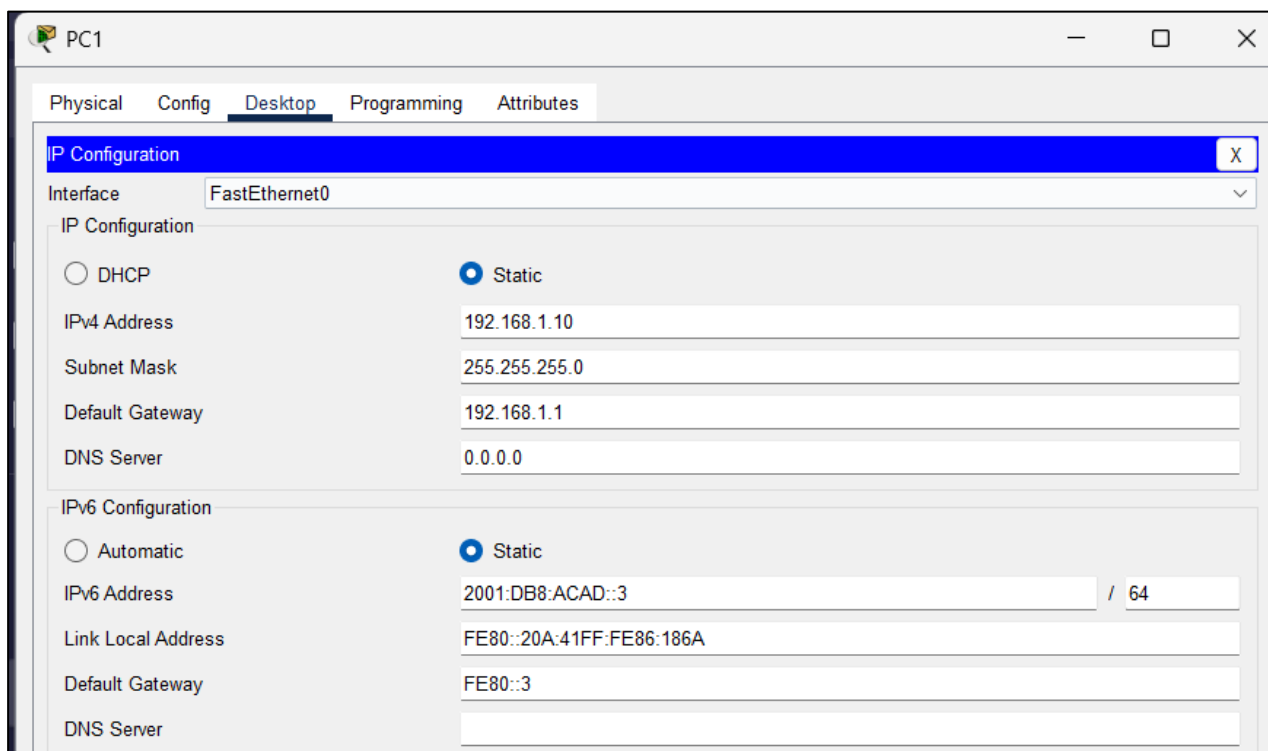 PC1
Physical Config Desktop Programming Attributes
IP Configuration X
Interface FastEthernet0
IP Configuration
DHCP Static
IPv4 Address 192.168.1.10
Subnet Mask 255.255.255.0
Default Gateway 192.168.1.1
DNS Server 0.0.0.0
IPv6 Configuration
Automatic Static
IPv6 Address 2001:DB8:ACAD::3 / 64
Link Local Address FE80::20A:41FF:FE86:186A
Default Gateway FE80::3
DNS Server